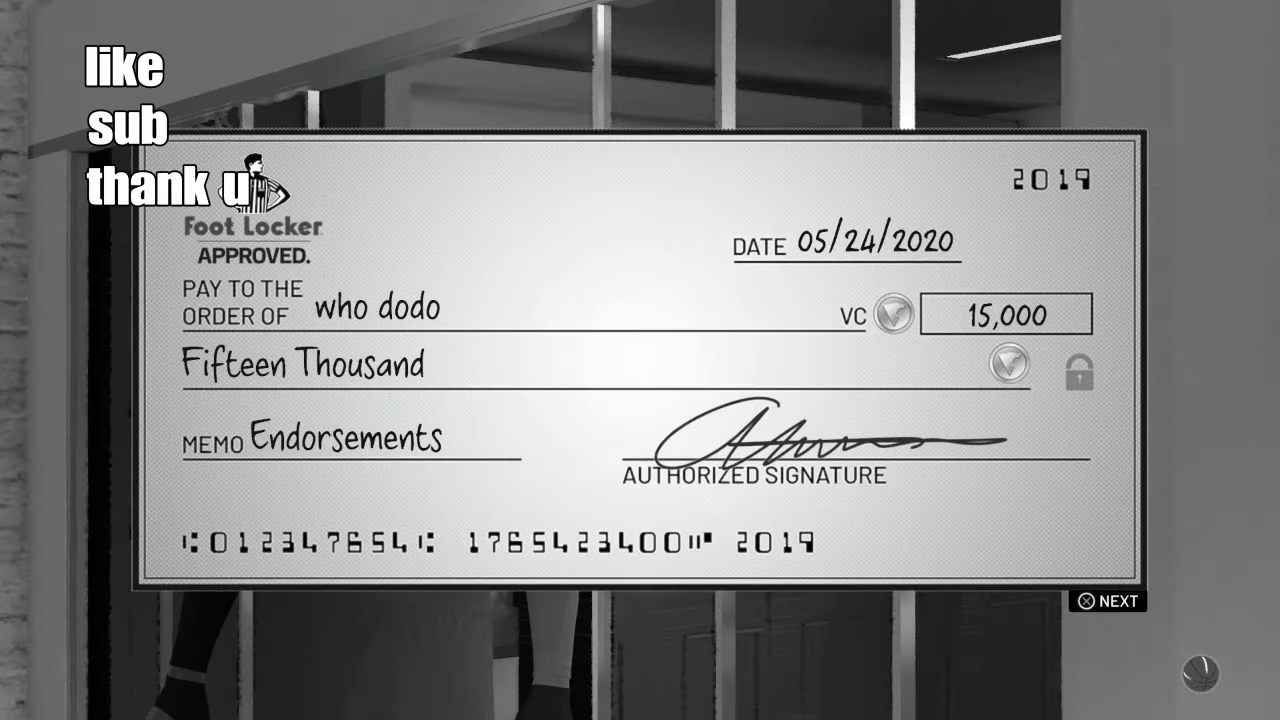 like
sub
thank u
2019
Foot Locker
APPROVED.
DATE 05/24/2020
PAY TO THE
ORDER OF who dodo
VC 15,000
Fifteen Thousand
MEMO Endorsements
AUTHORIZED SIGNATURE
⑆012347654⑆ 1765423400⑈ 2019
NEXT